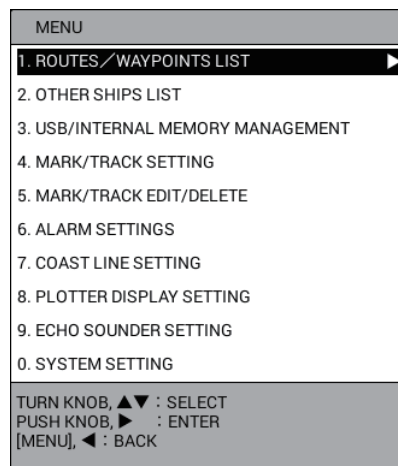 MENU
1. ROUTES／WAYPOINTS LIST ▶
2. OTHER SHIPS LIST
3. USB/INTERNAL MEMORY MANAGEMENT
4. MARK/TRACK SETTING
5. MARK/TRACK EDIT/DELETE
6. ALARM SETTINGS
7. COAST LINE SETTING
8. PLOTTER DISPLAY SETTING
9. ECHO SOUNDER SETTING
0. SYSTEM SETTING
TURN KNOB, ▲▼ : SELECT
PUSH KNOB, ▶ : ENTER
[MENU], ◀ : BACK